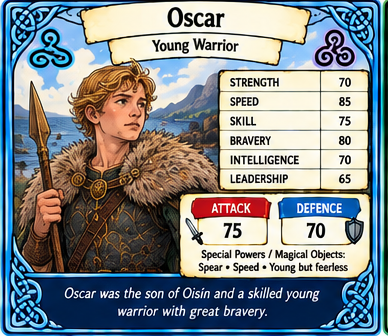 Oscar
Young Warrior
STRENGTH 70
SPEED 85
SKILL 75
BRAVERY 80
INTELLIGENCE 70
LEADERSHIP 65
ATTACK DEFENCE
75 70
Special Powers / Magical Objects:
Spear • Speed • Young but feerless
Oscar was the son of Oisín and a skilled young
warrior with great bravery.